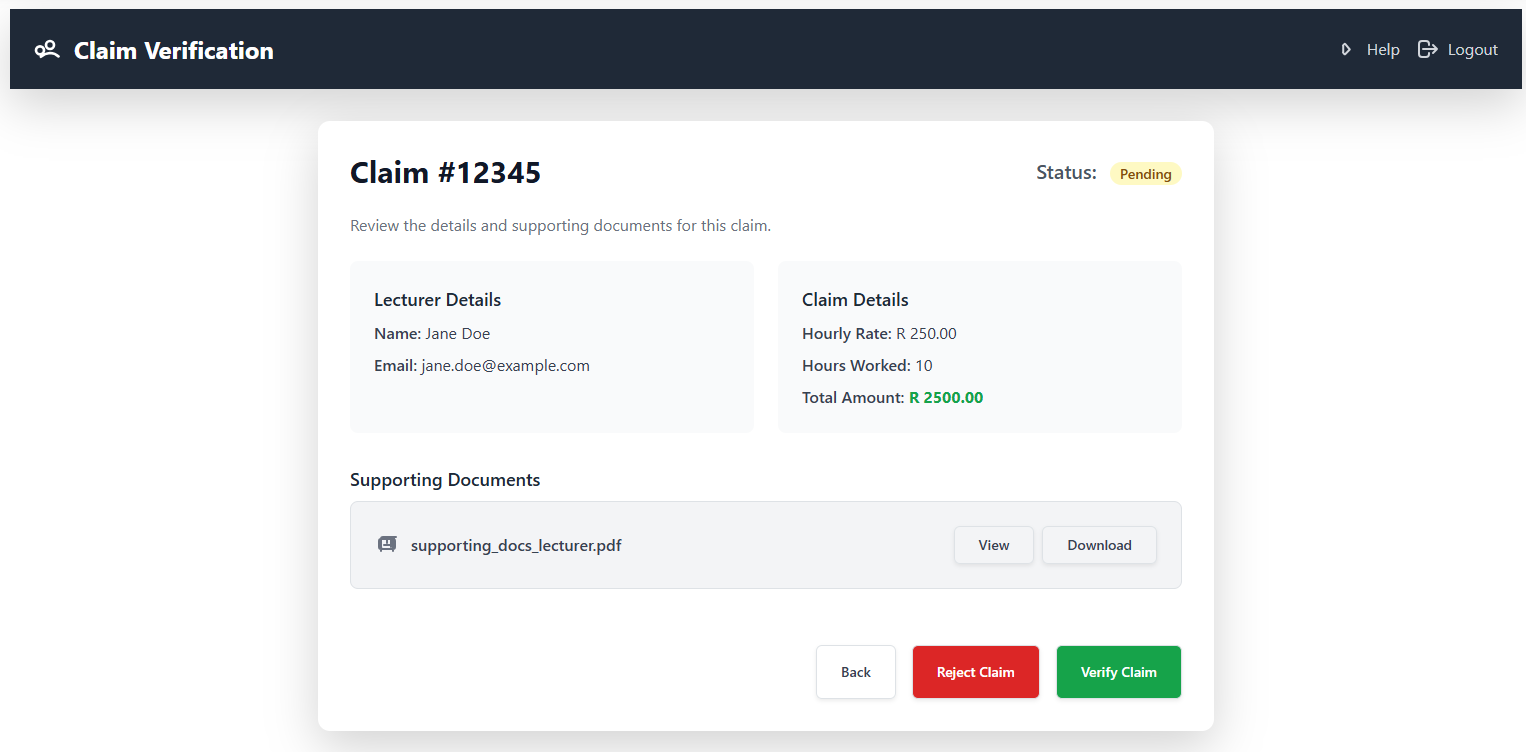 Claim Verification
Help
Logout
Claim #12345
Status: Pending
Review the details and supporting documents for this claim.
Lecturer Details
Name: Jane Doe
Email: jane.doe@example.com
Claim Details
Hourly Rate: R 250.00
Hours Worked: 10
Total Amount: R 2500.00
Supporting Documents
supporting_docs_lecturer.pdf
View
Download
Back
Reject Claim
Verify Claim